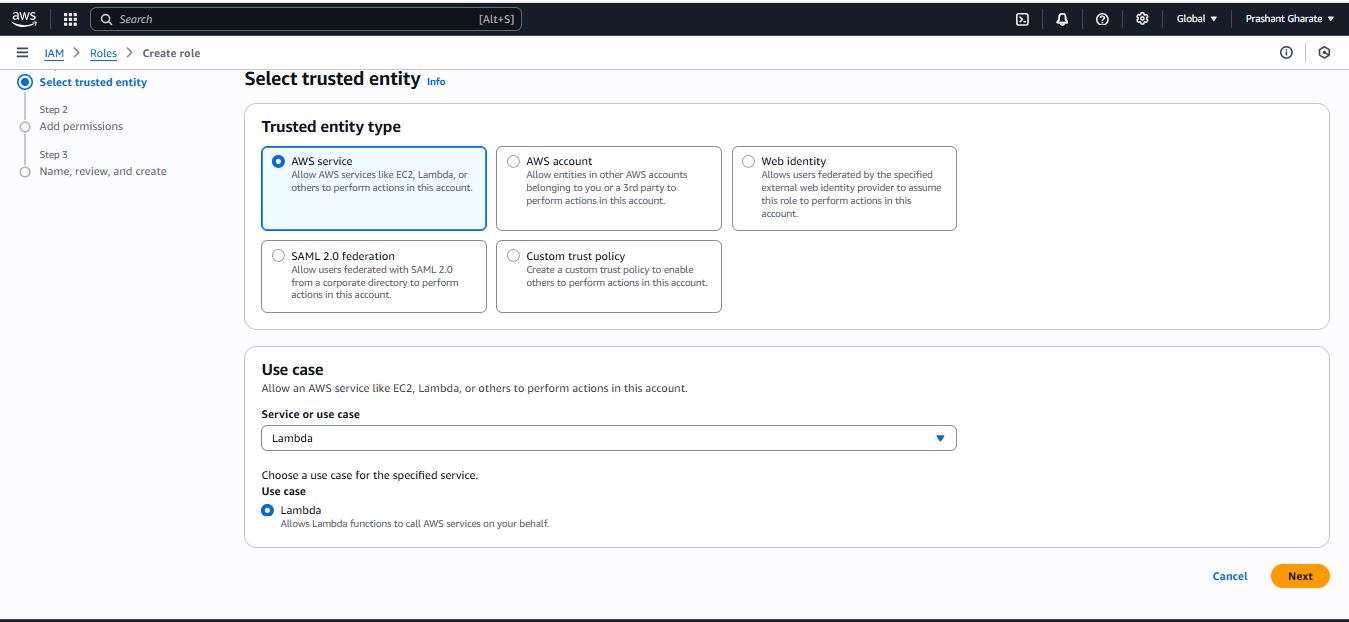 aws
Search [Alt+S]
Global ▼
Prashant Gharate ▼
IAM > Roles > Create role
Select trusted entity
Step 2
Add permissions
Step 3
Name, review, and create
Select trusted entity Info
Trusted entity type
AWS service
Allow AWS services like EC2, Lambda, or
others to perform actions in this account.
AWS account
Allow entities in other AWS accounts
belonging to you or a 3rd party to
perform actions in this account.
Web identity
Allows users federated by the specified
external web identity provider to assume
this role to perform actions in this
account.
SAML 2.0 federation
Allow users federated with SAML 2.0
from a corporate directory to perform
actions in this account.
Custom trust policy
Create a custom trust policy to enable
others to perform actions in this account.
Use case
Allow an AWS service like EC2, Lambda, or others to perform actions in this account.
Service or use case
Lambda
Choose a use case for the specified service.
Use case
Lambda
Allows Lambda functions to call AWS services on your behalf.
Cancel
Next